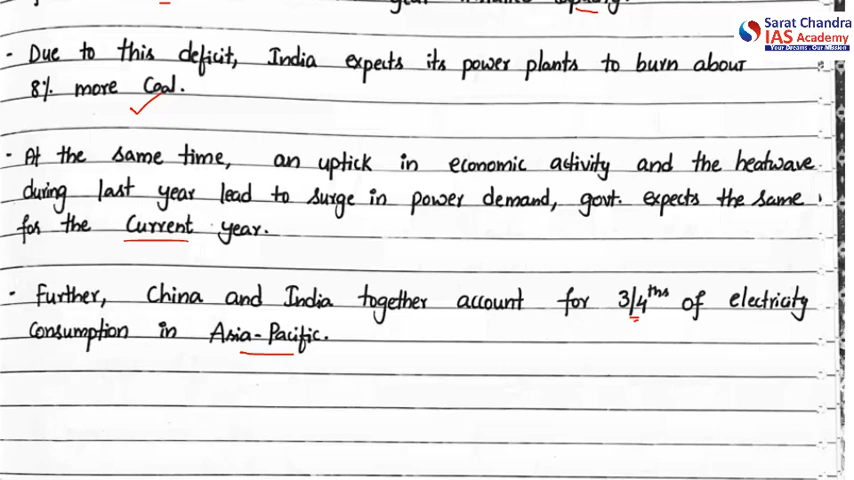 Sarat Chandra
IAS Academy
Your Dreams . Our Mission
- Due to this deficit, India expects its power plants to burn about
8% more Coal.
- At the same time, an uptick in economic activity and the heatwave
during last year lead to surge in power demand, govt. expects the same
for the Current year.
- Further, China and India together account for 3/4ths of electricity
Consumption in Asia-Pacific.